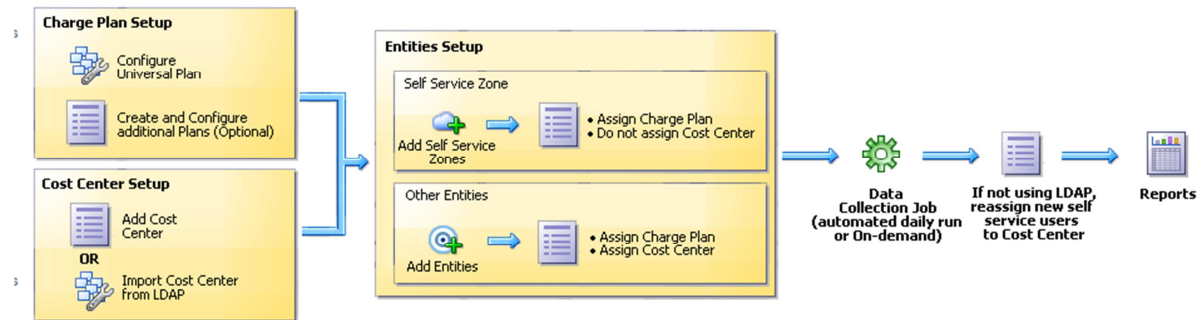 Charge Plan Setup
Configure
Universal Plan
Create and Configure
additional Plans (Optional)
Cost Center Setup
Add Cost
Center
OR
Import Cost Center
from LDAP
Entities Setup
Self Service Zone
Add Self Service
Zones
• Assign Charge Plan
• Do not assign Cost Center
Other Entities
Add Entities
• Assign Charge Plan
• Assign Cost Center
Data
Collection Job
(automated daily run
or On-demand)
If not using LDAP,
reassign new self
service users
to Cost Center
Reports